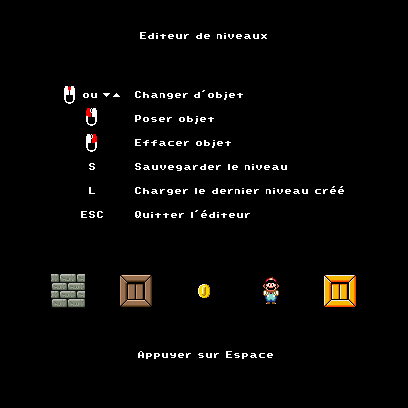 Editeur de niveaux
ou ▼▲ Changer d'objet
Poser objet
Effacer objet
S Sauvegarder le niveau
L Charger le dernier niveau créé
ESC Quitter l'éditeur
Appuyer sur Espace